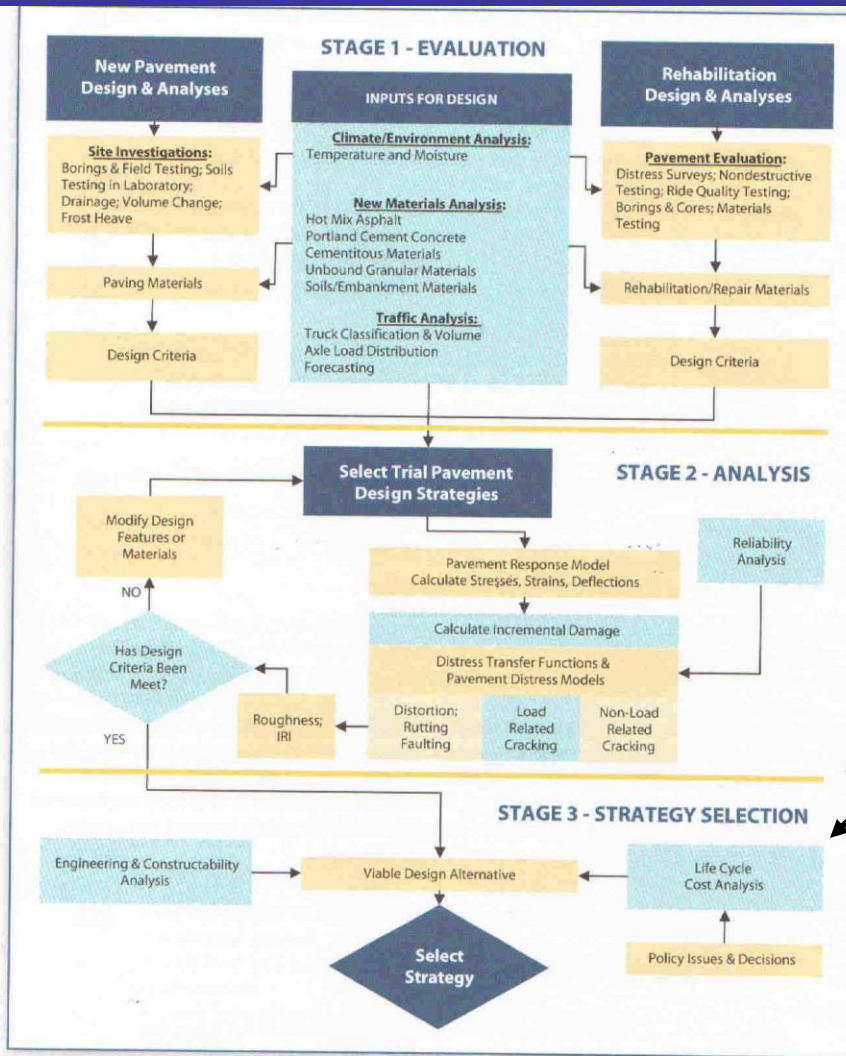 STAGE 1 - EVALUATION
New Pavement
Design & Analyses
INPUTS FOR DESIGN
Rehabilitation
Design & Analyses
Site Investigations:
Borings & Field Testing; Soils
Testing in Laboratory;
Drainage; Volume Change;
Frost Heave
Climate/Environment Analysis:
Temperature and Moisture
New Materials Analysis:
Hot Mix Asphalt
Portland Cement Concrete
Cementitous Materials
Unbound Granular Materials
Soils/Embankment Materials
Traffic Analysis:
Truck Classification & Volume
Axle Load Distribution
Forecasting
Pavement Evaluation:
Distress Surveys; Nondestructive
Testing; Ride Quality Testing;
Borings & Cores; Materials
Testing
Paving Materials
Rehabilitation/Repair Materials
Design Criteria
Design Criteria
STAGE 2 - ANALYSIS
Select Trial Pavement
Design Strategies
Modify Design
Features or
Materials
Pavement Response Model
Calculate Stresses, Strains, Deflections
Reliability
Analysis
NO
Calculate Incremental Damage
Has Design
Criteria Been
Meet?
Distress Transfer Functions &
Pavement Distress Models
Roughness;
IRI
Distortion;
Rutting
Faulting
Load
Related
Cracking
Non-Load
Related
Cracking
YES
STAGE 3 - STRATEGY SELECTION
Engineering & Constructability
Analysis
Viable Design Alternative
Life Cycle
Cost Analysis
Select
Strategy
Policy Issues & Decisions